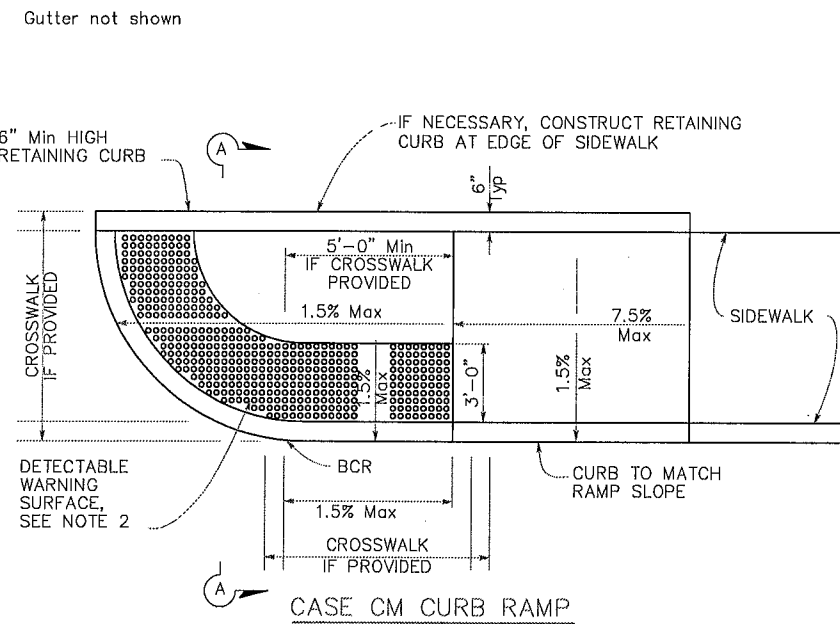 Gutter not shown
6" Min HIGH
RETAINING CURB
A
IF NECESSARY, CONSTRUCT RETAINING
CURB AT EDGE OF SIDEWALK
6"
Typ
5'-0" Min
IF CROSSWALK
PROVIDED
CROSSWALK
IF PROVIDED
1.5% Max
7.5%
Max
SIDEWALK
1.5%
Max
3'-0"
1.5%
Max
DETECTABLE
WARNING
SURFACE,
SEE NOTE 2
BCR
CURB TO MATCH
RAMP SLOPE
1.5% Max
CROSSWALK
IF PROVIDED
A
CASE CM CURB RAMP